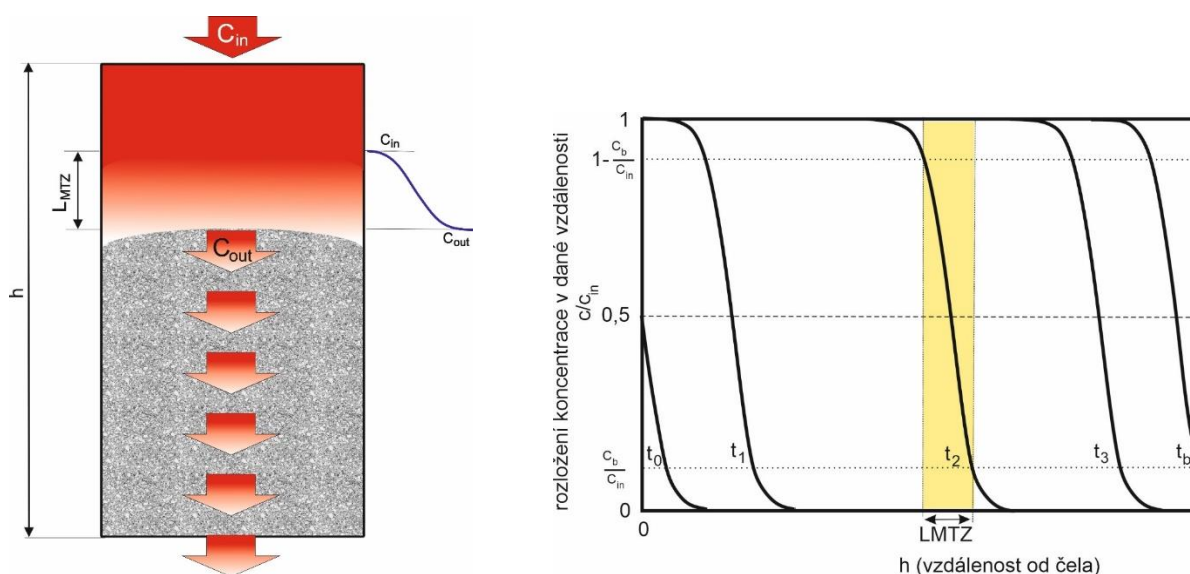 C_in
h
L_MTZ
C_in
C_out
C_out
rozložení koncentrace v dané vzdálenosti
c/c_in
1
1- C_b/C_in
0,5
C_b/C_in
0
t_0
t_1
t_2
t_3
t_b
0
LMTZ
h (vzdálenost od čela)